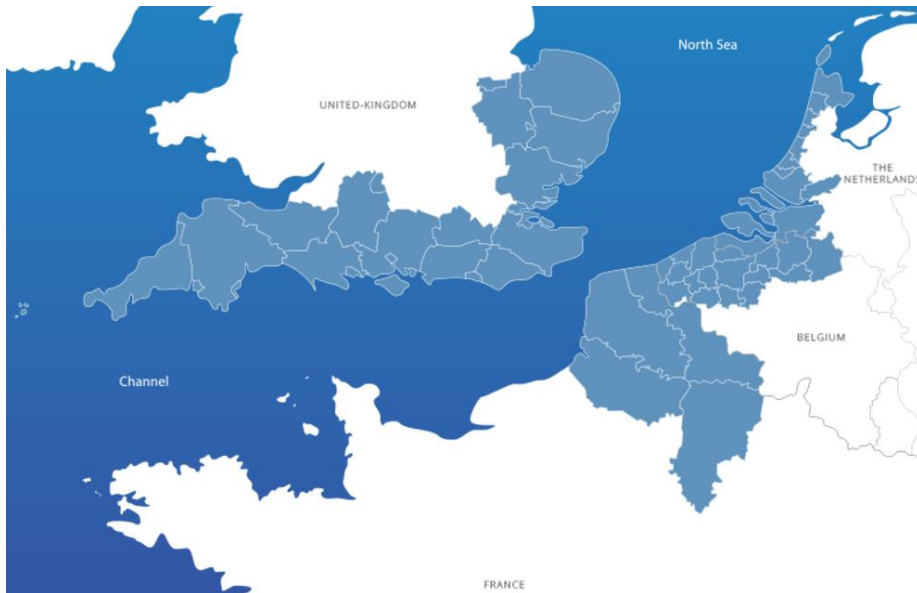 North Sea
UNITED-KINGDOM
THE
NETHERLANDS
BELGIUM
Channel
FRANCE